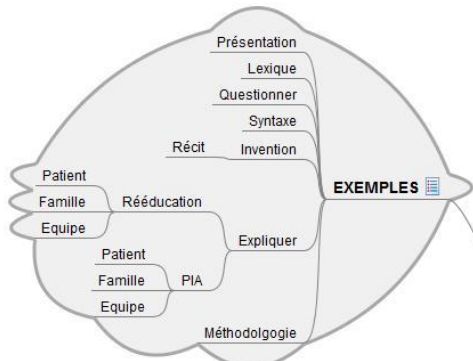 Présentation
Lexique
Questionner
Syntaxe
Récit Invention
EXEMPLES
Patient
Famille Rééducation
Equipe
Expliquer
Patient
Famille PIA
Equipe
Méthodolgogie